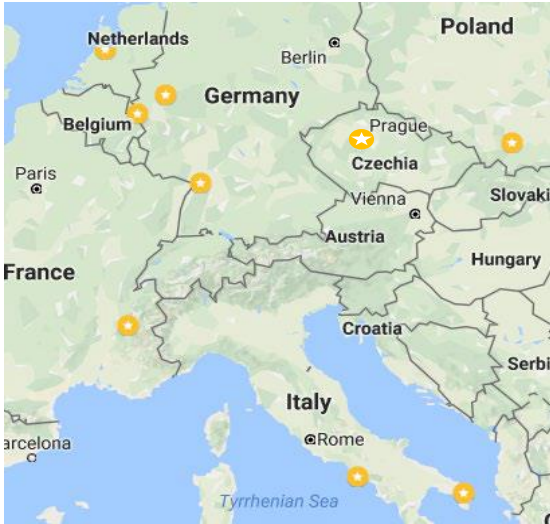 Netherlands
Poland
Berlin
Germany
Belgium
Prague
Czechia
Paris
Slovaki
Vienna
Austria
Hungary
France
Croatia
Serbi
Italy
arcelona
Rome
Tyrrhenian Sea